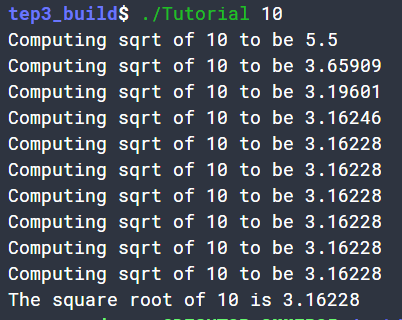 tep3_build$ ./Tutorial 10
Computing sqrt of 10 to be 5.5
Computing sqrt of 10 to be 3.65909
Computing sqrt of 10 to be 3.19601
Computing sqrt of 10 to be 3.16246
Computing sqrt of 10 to be 3.16228
Computing sqrt of 10 to be 3.16228
Computing sqrt of 10 to be 3.16228
Computing sqrt of 10 to be 3.16228
Computing sqrt of 10 to be 3.16228
Computing sqrt of 10 to be 3.16228
The square root of 10 is 3.16228